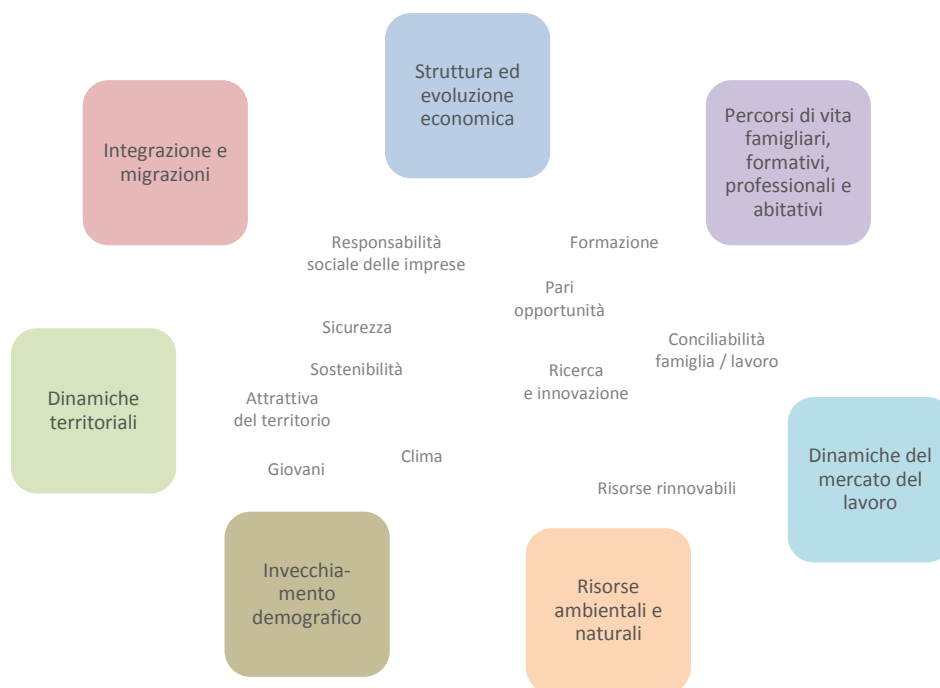 Struttura ed
evoluzione
economica
Integrazione e
migrazioni
Percorsi di vita
famigliari,
formativi,
professionali e
abitativi
Responsabilità
sociale delle imprese
Formazione
Pari
opportunità
Sicurezza
Conciliabilità
famiglia / lavoro
Sostenibilità
Ricerca
e innovazione
Dinamiche
territoriali
Attrattiva
del territorio
Giovani
Clima
Risorse rinnovabili
Dinamiche del
mercato del
lavoro
Invecchia-
mento
demografico
Risorse
ambientali e
naturali